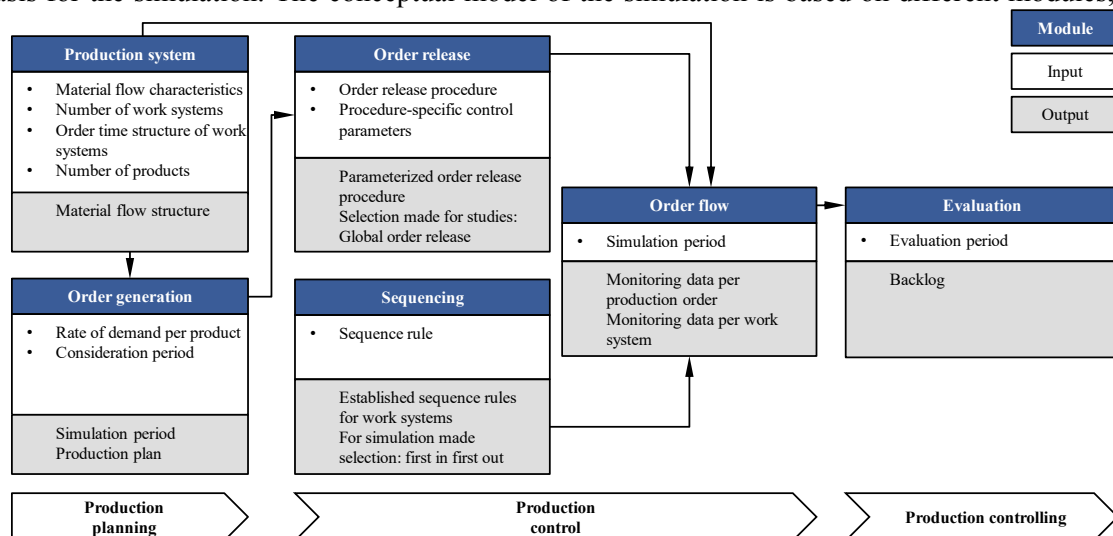 asis for the simulation. The conceptual model of the simulation is based on different modules,
Module
Input
Output
Production system
• Material flow characteristics
• Number of work systems
• Order time structure of work
systems
• Number of products
Material flow structure
Order generation
• Rate of demand per product
• Consideration period
Simulation period
Production plan
Order release
• Order release procedure
• Procedure-specific control
parameters
Parameterized order release
procedure
Selection made for studies:
Global order release
Sequencing
• Sequence rule
Established sequence rules
for work systems
For simulation made
selection: first in first out
Order flow
• Simulation period
Monitoring data per
production order
Monitoring data per work
system
Evaluation
• Evaluation period
Backlog
Production
planning
Production
control
Production controlling